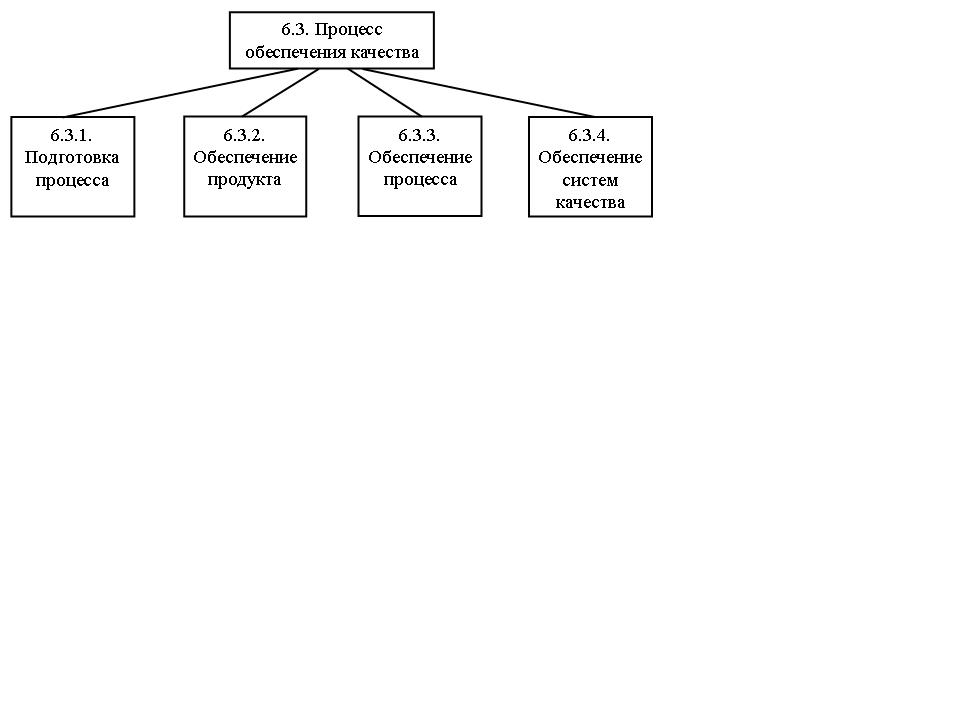 6.3. Процесс
обеспечения качества
6.3.1.
Подготовка
процесса
6.3.2.
Обеспечение
продукта
6.3.3.
Обеспечение
процесса
6.3.4.
Обеспечение
систем
качества